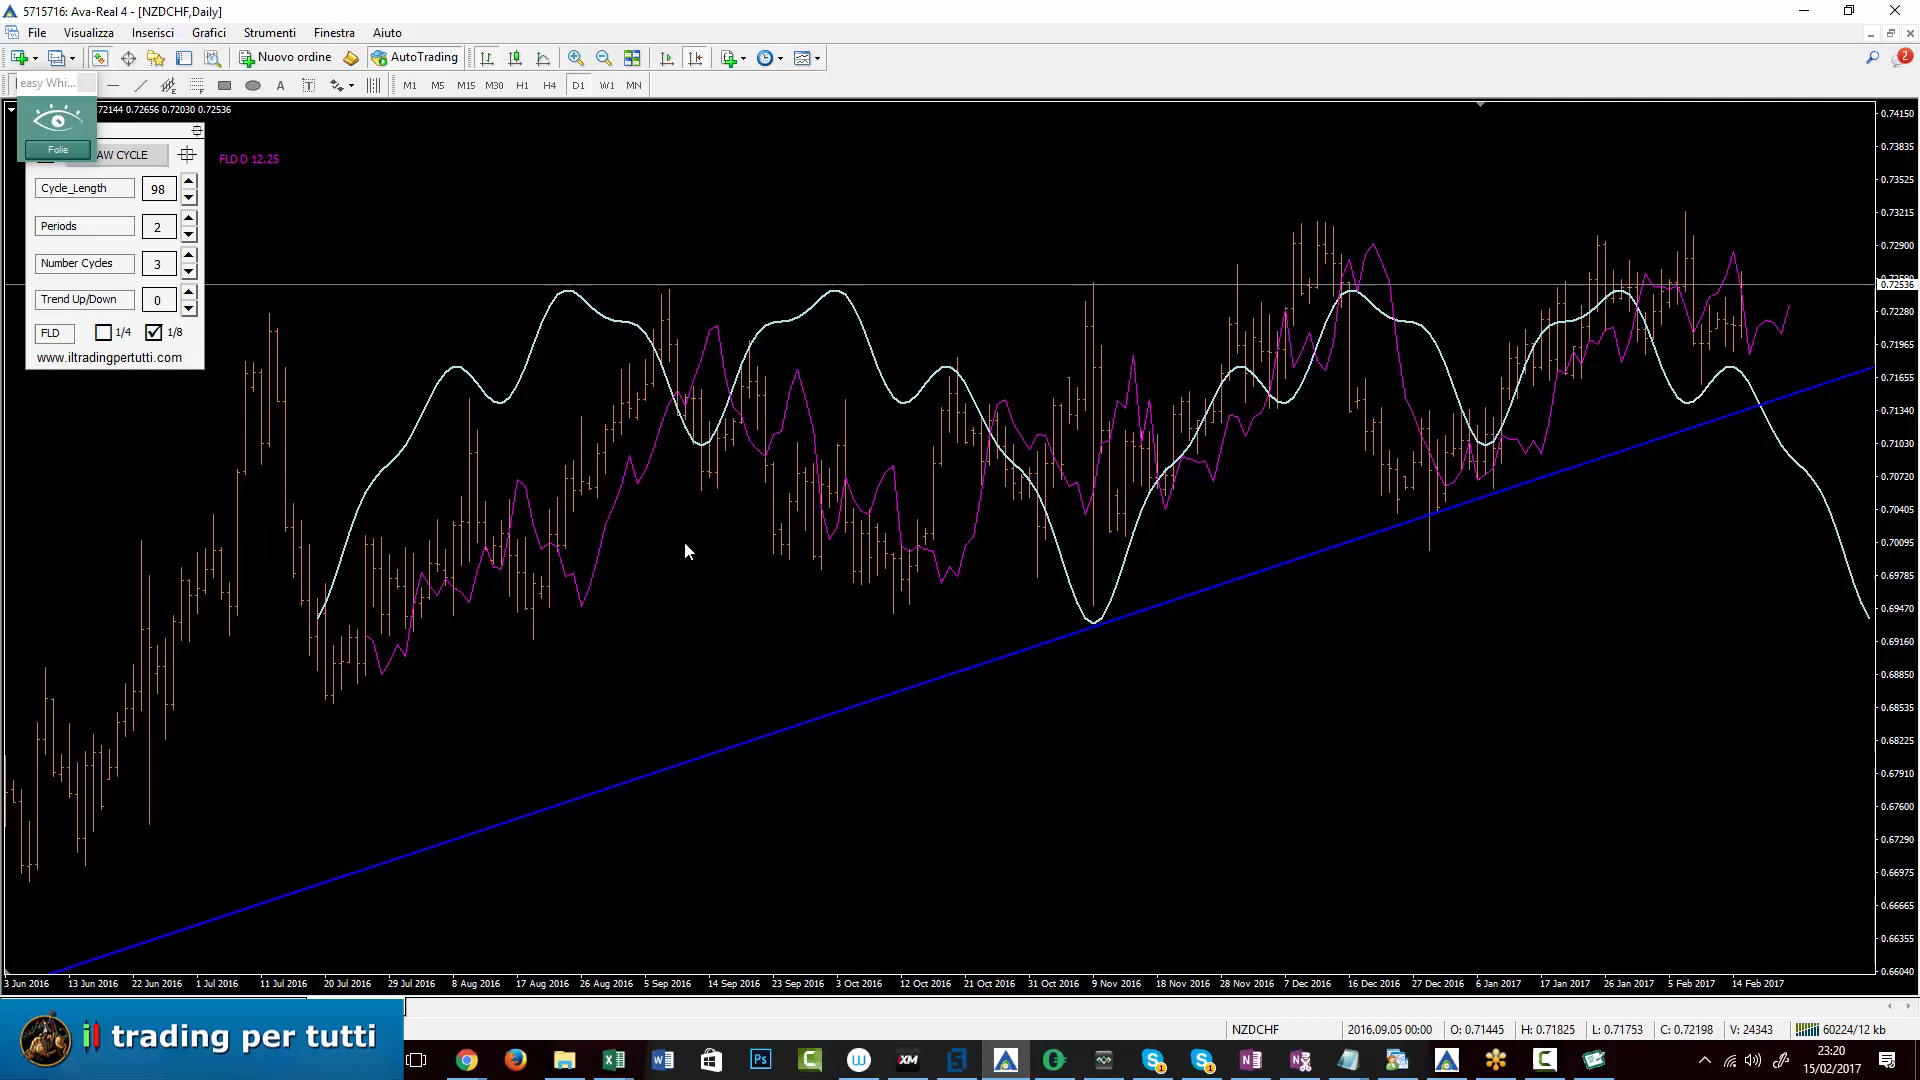 5715716: Ava-Real 4 - [NZDCHF,Daily]
File Visualizza Inserisci Grafici Strumenti Finestra Aiuto
Nuovo ordine AutoTrading 2
easy Whi... A T M1 M5 M15 M30 H1 H4 D1 W1 MN
72144 0.72656 0.72030 0.72536
Folie
AW CYCLE
FLD D 12.25
Cycle_Length 98
Periods 2
Number Cycles 3
Trend Up/Down 0
FLD 1/4 1/8
www.iltradingpertutti.com
0.74150
0.73835
0.73525
0.73215
0.72900
0.72536
0.72280
0.71965
0.71655
0.71340
0.71030
0.70720
0.70405
0.70095
0.69785
0.69470
0.69160
0.68850
0.68535
0.68225
0.67910
0.67600
0.67290
0.66975
0.66665
0.66355
0.66040
3 Jun 2016 13 Jun 2016 22 Jun 2016 1 Jul 2016 11 Jul 2016 20 Jul 2016 29 Jul 2016 8 Aug 2016 17 Aug 2016 26 Aug 2016 5 Sep 2016 14 Sep 2016 23 Sep 2016 3 Oct 2016 12 Oct 2016 21 Oct 2016 31 Oct 2016 9 Nov 2016 18 Nov 2016 28 Nov 2016 7 Dec 2016 16 Dec 2016 27 Dec 2016 6 Jan 2017 17 Jan 2017 26 Jan 2017 5 Feb 2017 14 Feb 2017
il trading per tutti
NZDCHF 2016.09.05 00:00 O: 0.71445 H: 0.71825 L: 0.71753 C: 0.72198 V: 24343 60224/12 kb
23:20
15/02/2017